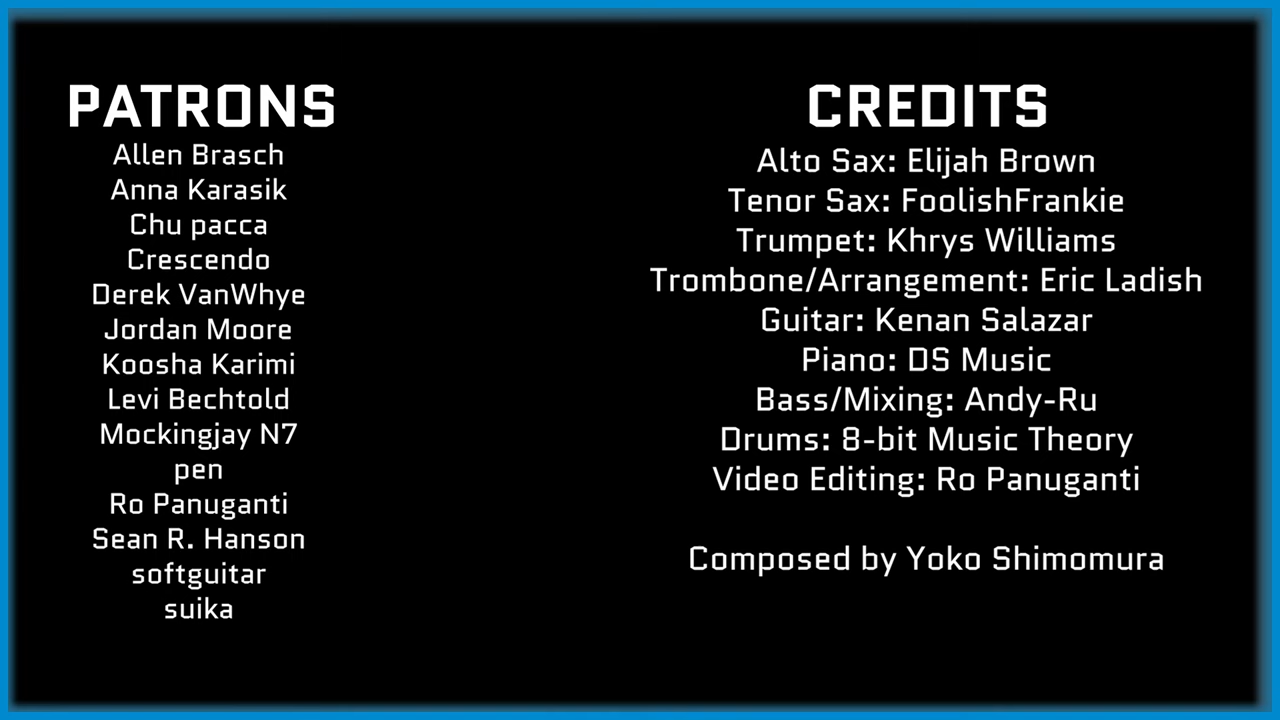 PATRONS
Allen Brasch
Anna Karasik
Chu pacca
Crescendo
Derek VanWhye
Jordan Moore
Koosha Karimi
Levi Bechtold
Mockingjay N7
pen
Ro Panuganti
Sean R. Hanson
softguitar
suika
CREDITS
Alto Sax: Elijah Brown
Tenor Sax: FoolishFrankie
Trumpet: Khrys Williams
Trombone/Arrangement: Eric Ladish
Guitar: Kenan Salazar
Piano: DS Music
Bass/Mixing: Andy-Ru
Drums: 8-bit Music Theory
Video Editing: Ro Panuganti
Composed by Yoko Shimomura